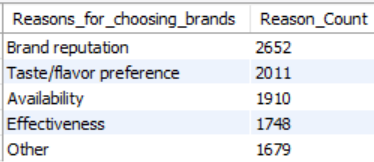 Reasons_for_choosing_brands Reason_Count
Brand reputation 2652
Taste/flavor preference 2011
Availability 1910
Effectiveness 1748
Other 1679